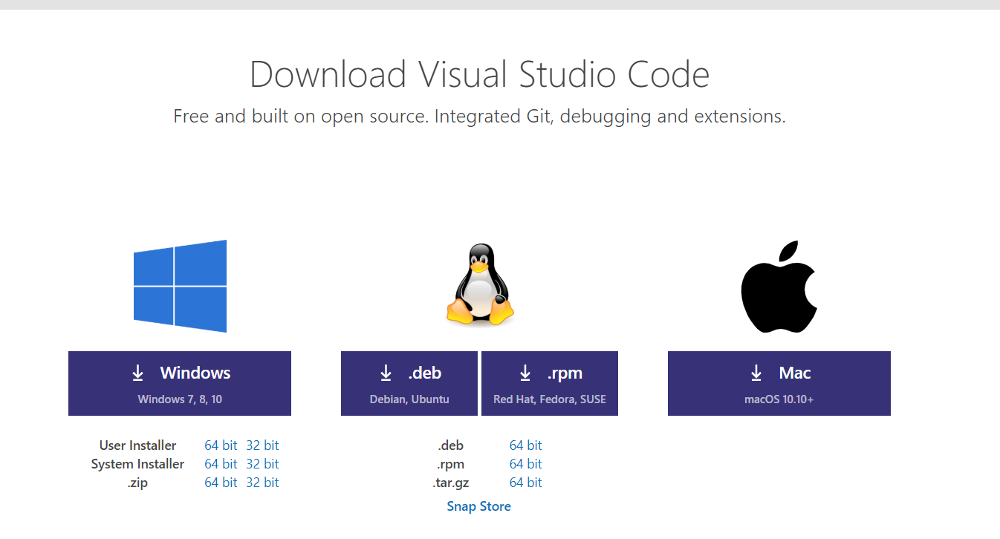 Download Visual Studio Code
Free and built on open source. Integrated Git, debugging and extensions.
Windows
Windows 7, 8, 10
User Installer 64 bit 32 bit
System Installer 64 bit 32 bit
.zip 64 bit 32 bit
.deb
Debian, Ubuntu
.rpm
Red Hat, Fedora, SUSE
.deb 64 bit
.rpm 64 bit
.tar.gz 64 bit
Snap Store
Mac
macOS 10.10+